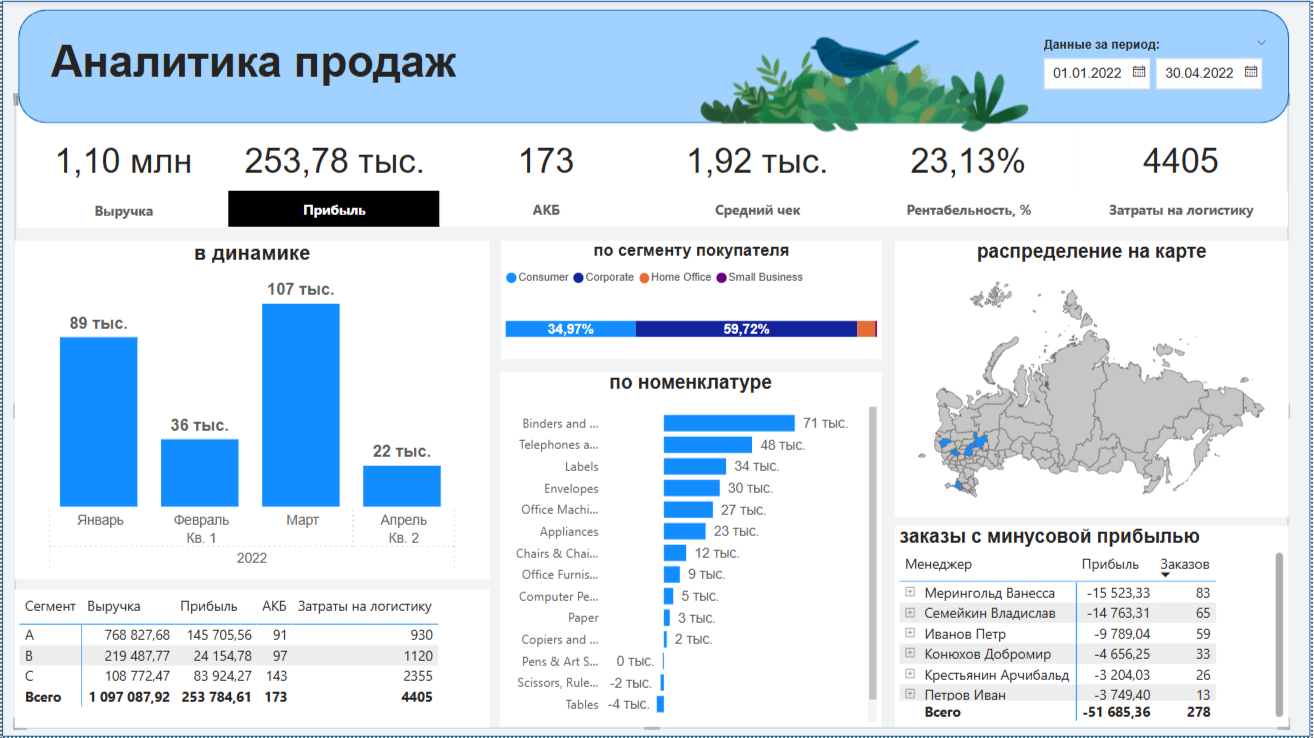 Аналитика продаж
Данные за период:
01.01.2022 30.04.2022
1,10 млн 253,78 тыс. 173 1,92 тыс. 23,13% 4405
Выручка Прибыль АКБ Средний чек Рентабельность, % Затраты на логистику
в динамике
107 тыс.
89 тыс.
36 тыс.
22 тыс.
Январь Февраль Март Апрель
Кв. 1 Кв. 2
2022
Сегмент Выручка Прибыль АКБ Затраты на логистику
A 768 827,68 145 705,56 91 930
B 219 487,77 24 154,78 97 1120
C 108 772,47 83 924,27 143 2355
Всего 1 097 087,92 253 784,61 173 4405
по сегменту покупателя
Consumer Corporate Home Office Small Business
34,97% 59,72%
по номенклатуре
Binders and ... 71 тыс.
Telephones a... 48 тыс.
Labels 34 тыс.
Envelopes 30 тыс.
Office Machi... 27 тыс.
Appliances 23 тыс.
Chairs & Chai... 12 тыс.
Office Furnis... 9 тыс.
Computer Pe... 5 тыс.
Paper 3 тыс.
Copiers and ... 2 тыс.
Pens & Art S... 0 тыс.
Scissors, Rule... -2 тыс.
Tables -4 тыс.
распределение на карте
заказы с минусовой прибылью
Менеджер Прибыль Заказов
Мерингольд Ванесса -15 523,33 83
Семейкин Владислав -14 763,31 65
Иванов Петр -9 789,04 59
Конюхов Добромир -4 656,25 33
Крестьянин Арчибальд -3 204,03 26
Петров Иван -3 749,40 13
Всего -51 685,36 278